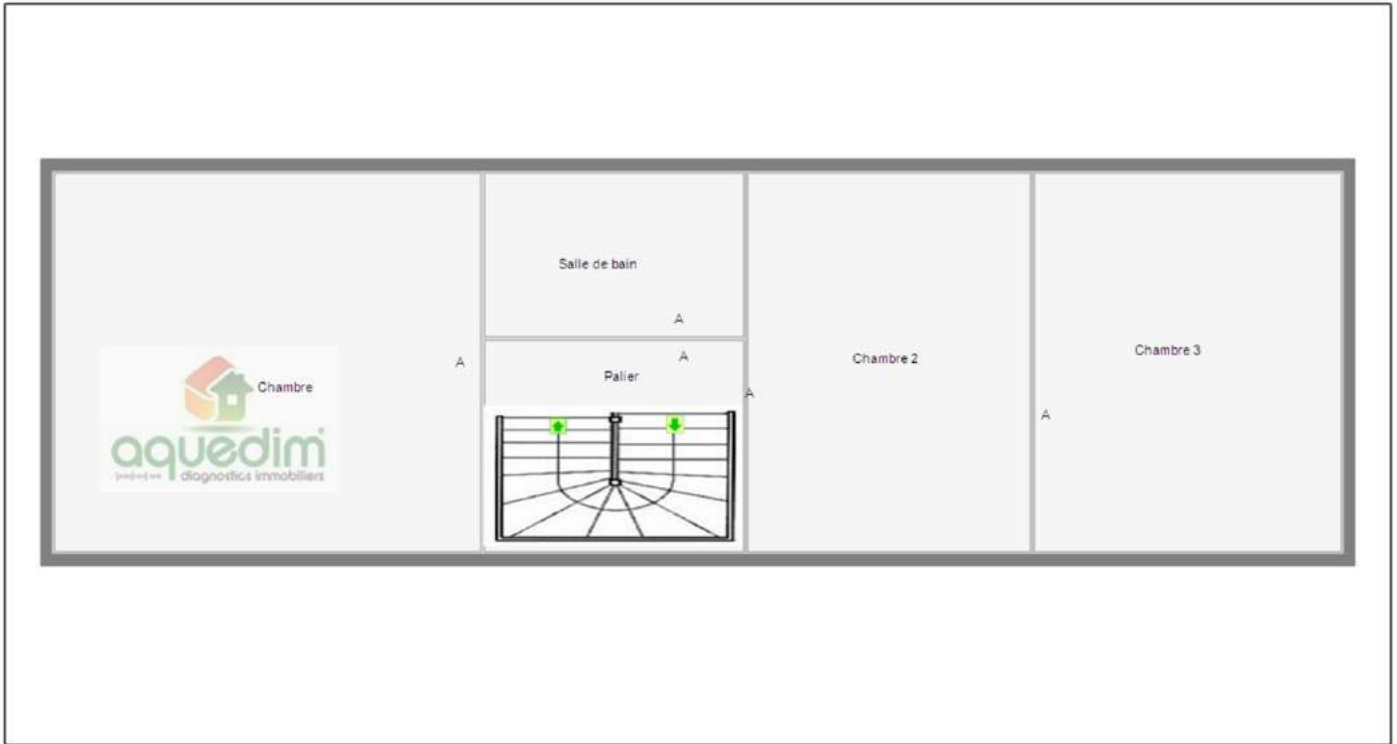 Salle de bain
A
A
A
Palier
Chambre 2
Chambre 3
A
A
Chambre
aquedim
diagnostics immobiliers